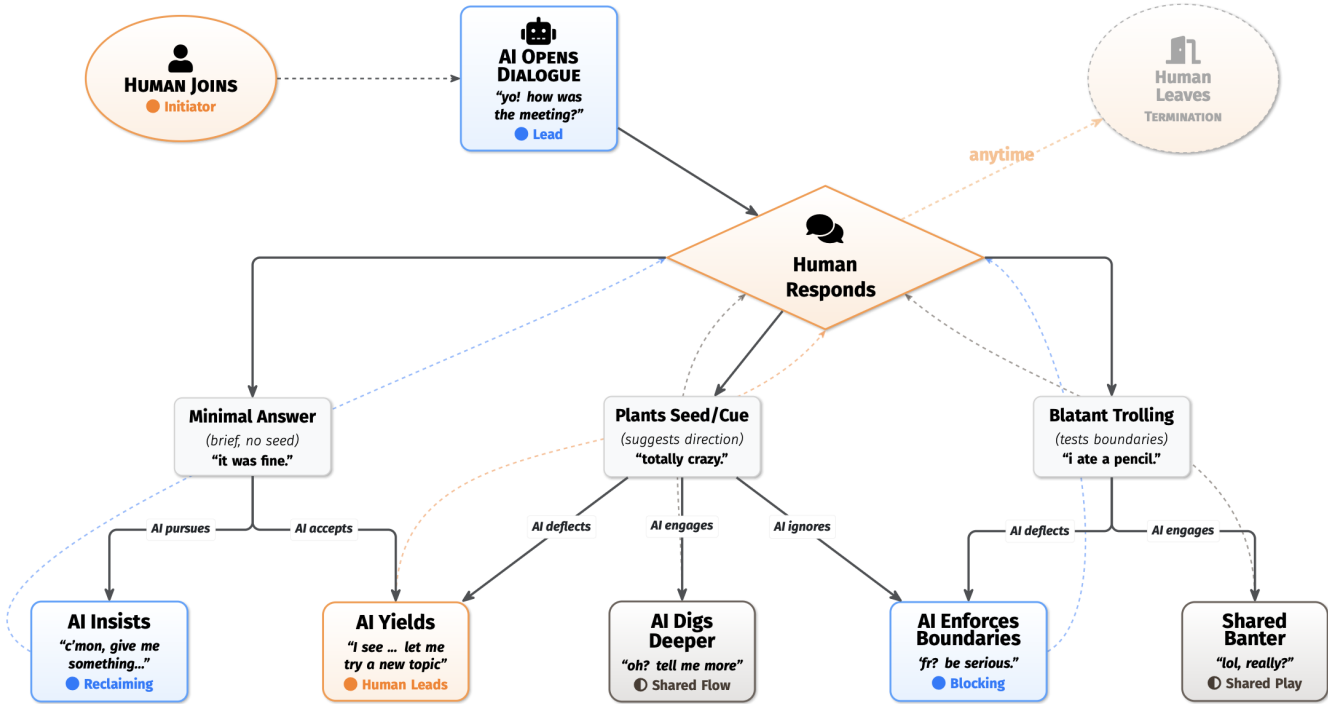 HUMAN JOINS
Initiator
AI OPENS
DIALOGUE
“yo! how was
the meeting?”
Lead
Human
Leaves
TERMINATION
anytime
Human
Responds
Minimal Answer
(brief, no seed)
“it was fine.”
Plants Seed/Cue
(suggests direction)
“totally crazy.”
Blatant Trolling
(tests boundaries)
“i ate a pencil.”
AI pursues
AI accepts
AI deflects
AI engages
AI ignores
AI deflects
AI engages
AI Insists
“c’mon, give me
something...”
Reclaiming
AI Yields
“I see ... let me
try a new topic”
Human Leads
AI Digs
Deeper
“oh? tell me more”
Shared Flow
AI Enforces
Boundaries
‘fr? be serious.”
Blocking
Shared
Banter
“lol, really?”
Shared Play